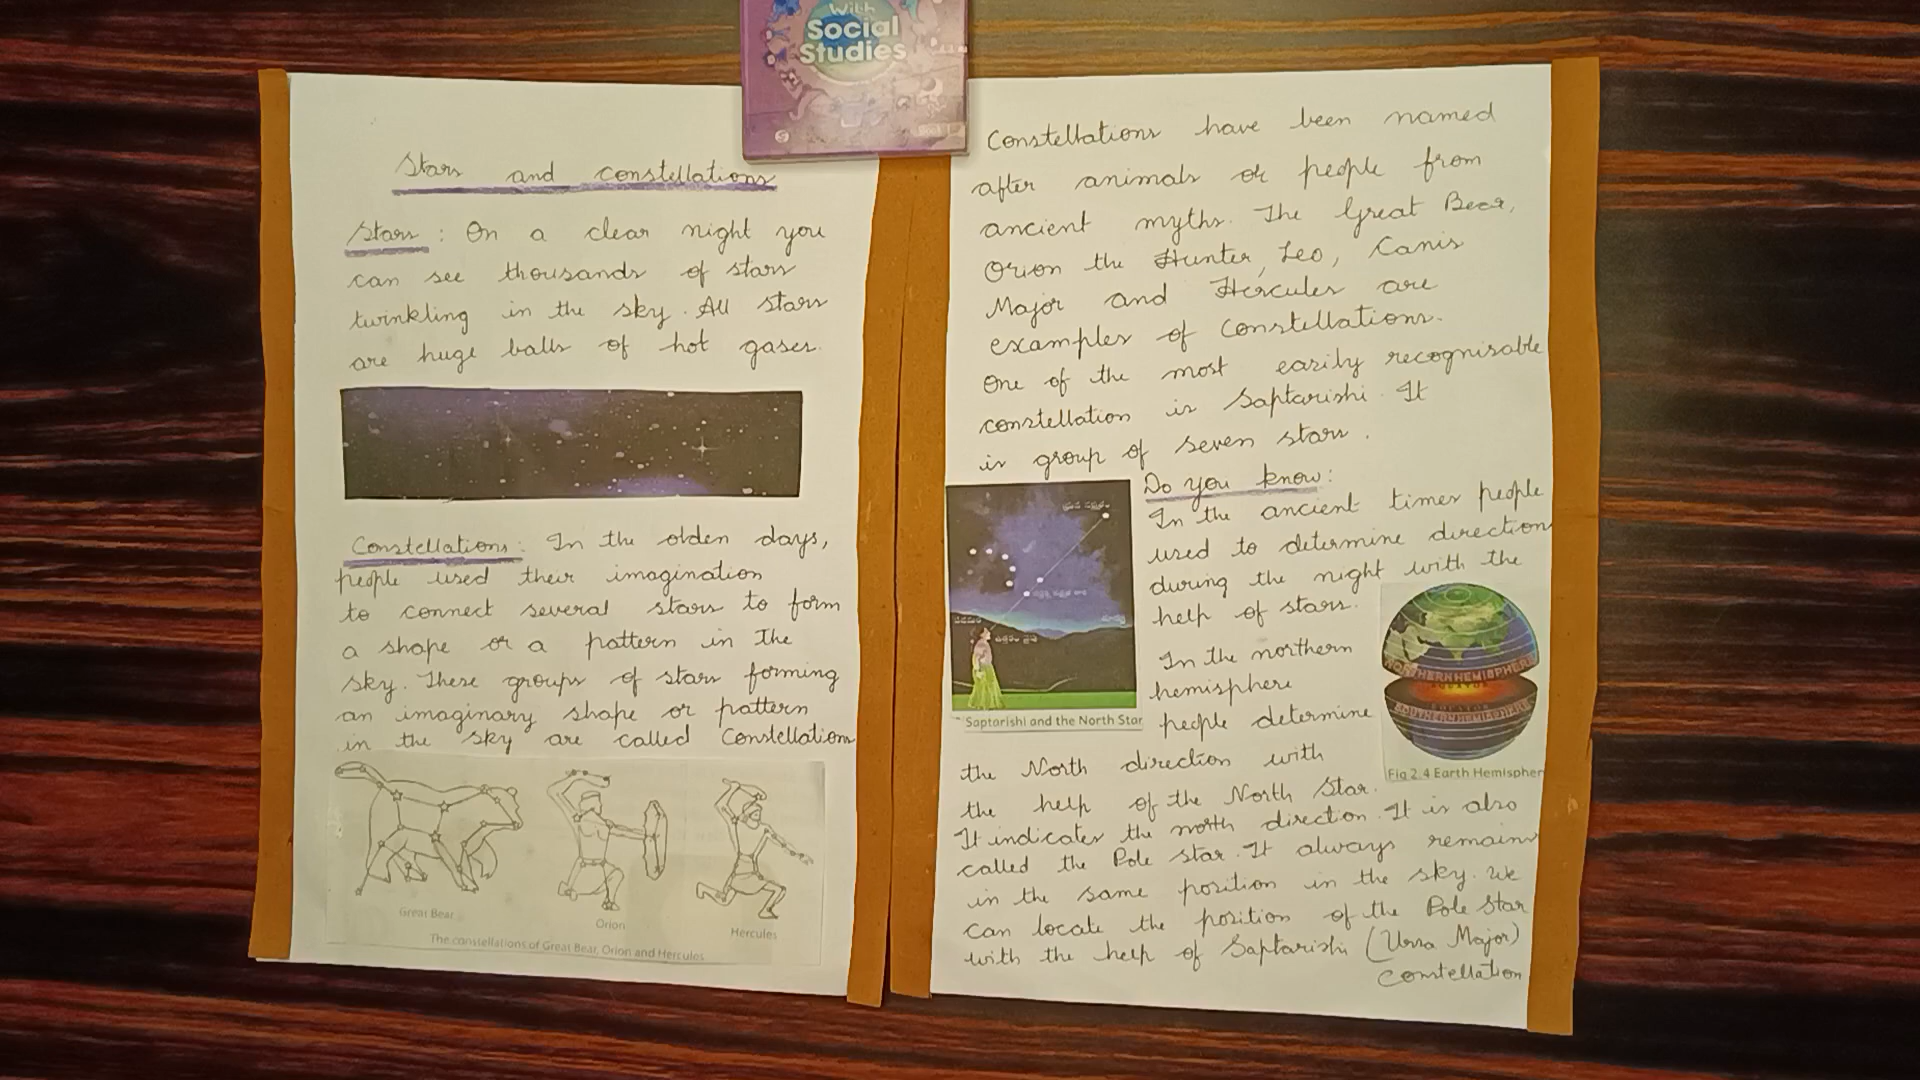 With
Social
Studies
Stars and constellations
Stars : On a clear night you
can see thousands of stars
twinkling in the sky. All stars
are huge balls of hot gases.
Constellations : In the olden days,
people used their imagination
to connect several stars to form
a shape or a pattern in the
sky. These groups of stars forming
an imaginary shape or pattern
in the sky are called Constellations
Great Bear
Orion
Hercules
The constellations of Great Bear, Orion and Hercules
Constellations have been named
after animals or people from
ancient myths. The Great Bear,
Orion the Hunter, Leo, Canis
Major and Hercules are
examples of Constellations.
One of the most easily recognisable
constellation is Saptarishi. It
is group of seven stars.
Do you know :
In the ancient times people
used to determine direction
during the night with the
help of stars.
In the northern
hemisphere
people determine
the North direction with
the help of the North Star.
It indicates the north direction. It is also
called the Pole star. It always remains
in the same position in the sky. We
can locate the position of the Pole Star
with the help of Saptarishi (Ursa Major)
Constellation
Saptarishi and the North Star
NORTHERN HEMISPHERE
EQUATOR
EQUATOR
SOUTHERN HEMISPHERE
Fig 2.4 Earth Hemispher